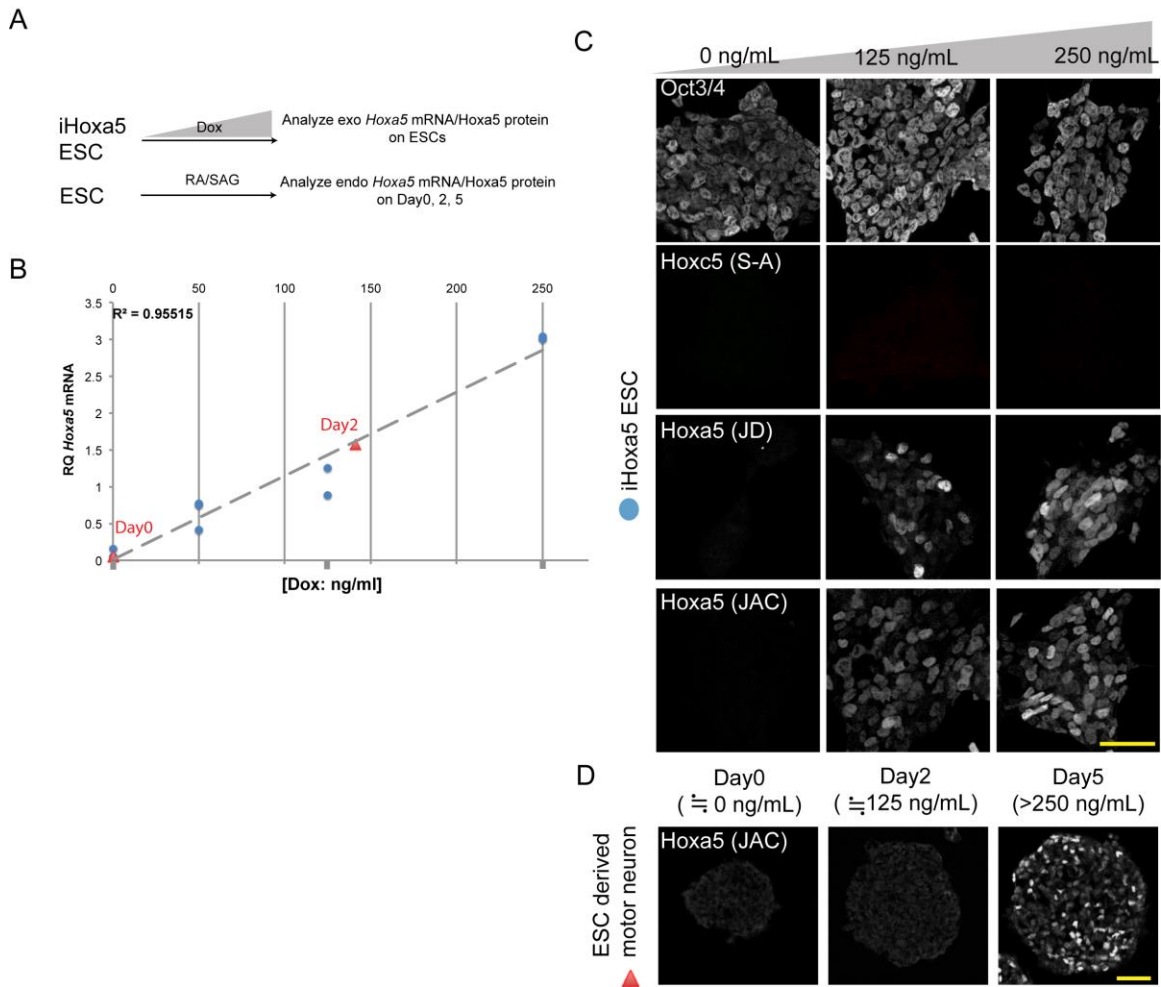 A
iHoxa5
ESC
Dox
Analyze exo Hoxa5 mRNA/Hoxa5 protein
on ESCs
ESC
RA/SAG
Analyze endo Hoxa5 mRNA/Hoxa5 protein
on Day0, 2, 5
B
0 50 100 150 200 250
R² = 0.95515
3.5
3
2.5
2
1.5
1
0.5
0
RQ Hoxa5 mRNA
Day0
Day2
[Dox: ng/ml]
C
0 ng/mL 125 ng/mL 250 ng/mL
Oct3/4
Hoxc5 (S-A)
Hoxa5 (JD)
Hoxa5 (JAC)
iHoxa5 ESC
D
Day0 Day2 Day5
( ≒ 0 ng/mL) ( ≒125 ng/mL) (>250 ng/mL)
Hoxa5 (JAC)
ESC derived
motor neuron